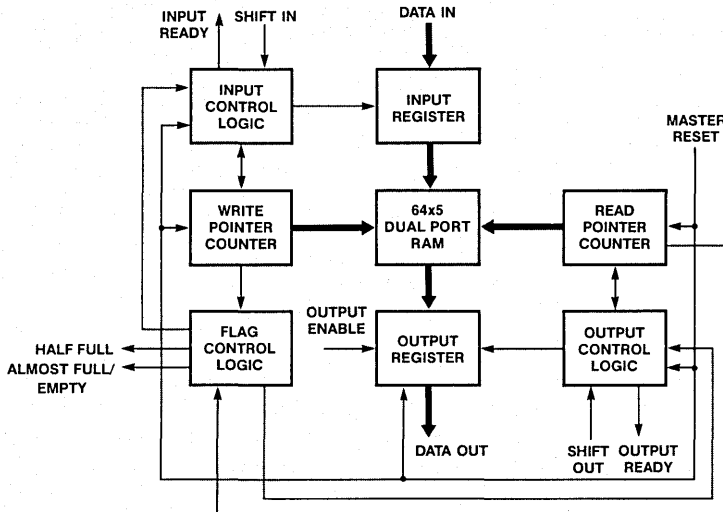 INPUT
READY
SHIFT IN
DATA IN
INPUT
CONTROL
LOGIC
INPUT
REGISTER
MASTER
RESET
WRITE
POINTER
COUNTER
64x5
DUAL PORT
RAM
READ
POINTER
COUNTER
FLAG
CONTROL
LOGIC
OUTPUT
ENABLE
OUTPUT
REGISTER
OUTPUT
CONTROL
LOGIC
HALF FULL
ALMOST FULL/
EMPTY
DATA OUT
SHIFT
OUT
OUTPUT
READY